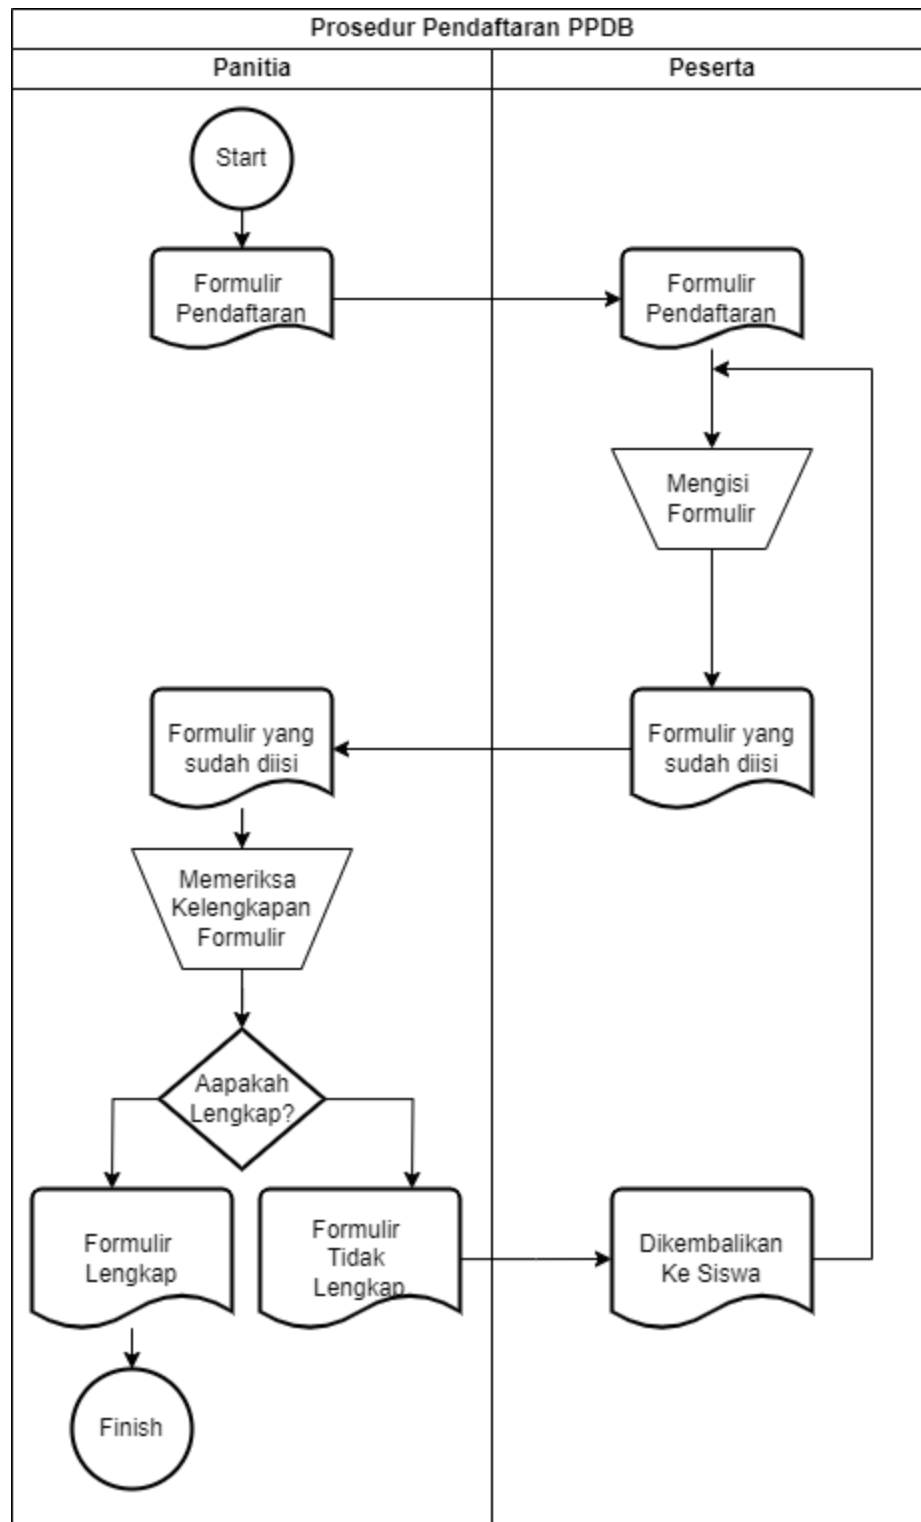 Prosedur Pendaftaran PPDB
Panitia
Peserta
Start
Formulir
Pendaftaran
Formulir
Pendaftaran
Mengisi
Formulir
Formulir yang
sudah diisi
Formulir yang
sudah diisi
Memeriksa
Kelengkapan
Formulir
Aapakah
Lengkap?
Formulir
Lengkap
Formulir
Tidak
Lengkap
Dikembalikan
Ke Siswa
Finish